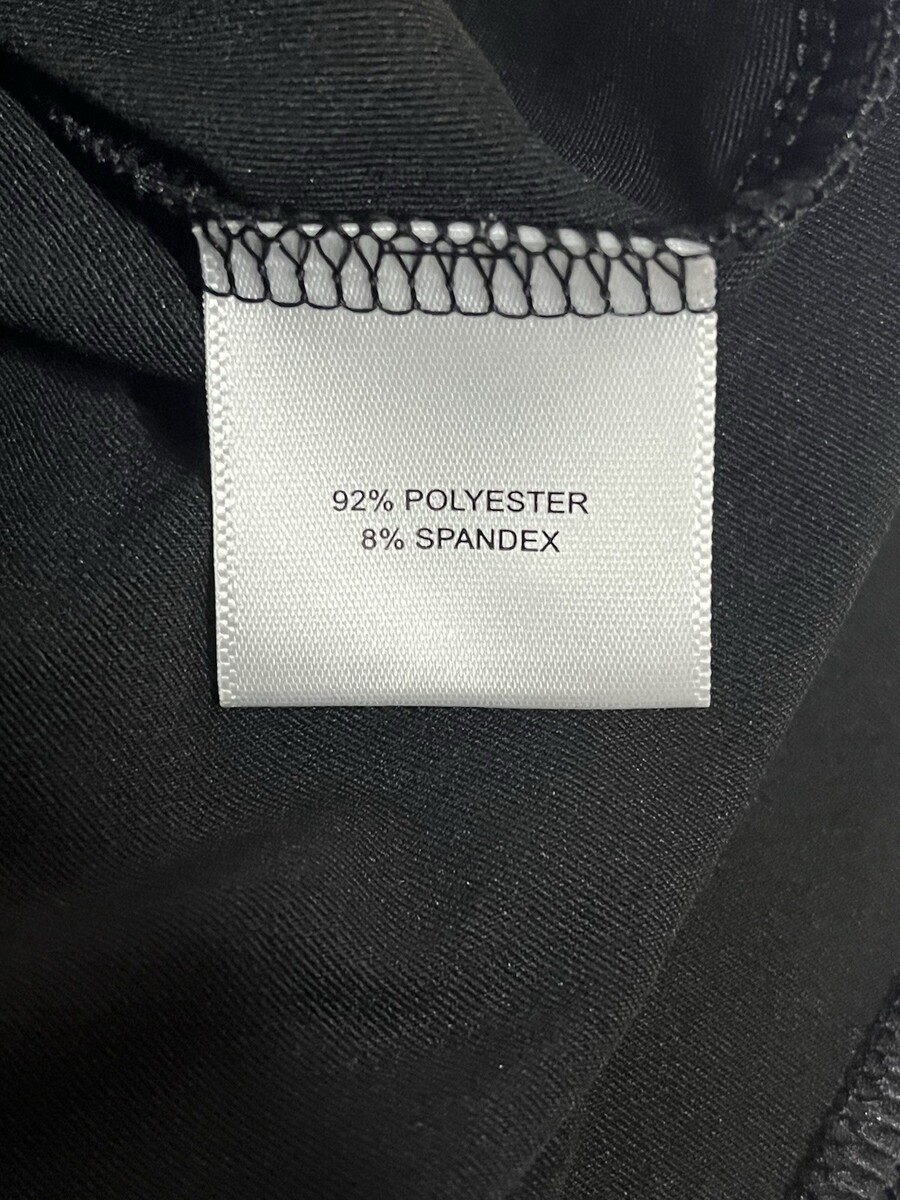 92% POLYESTER
8% SPANDEX